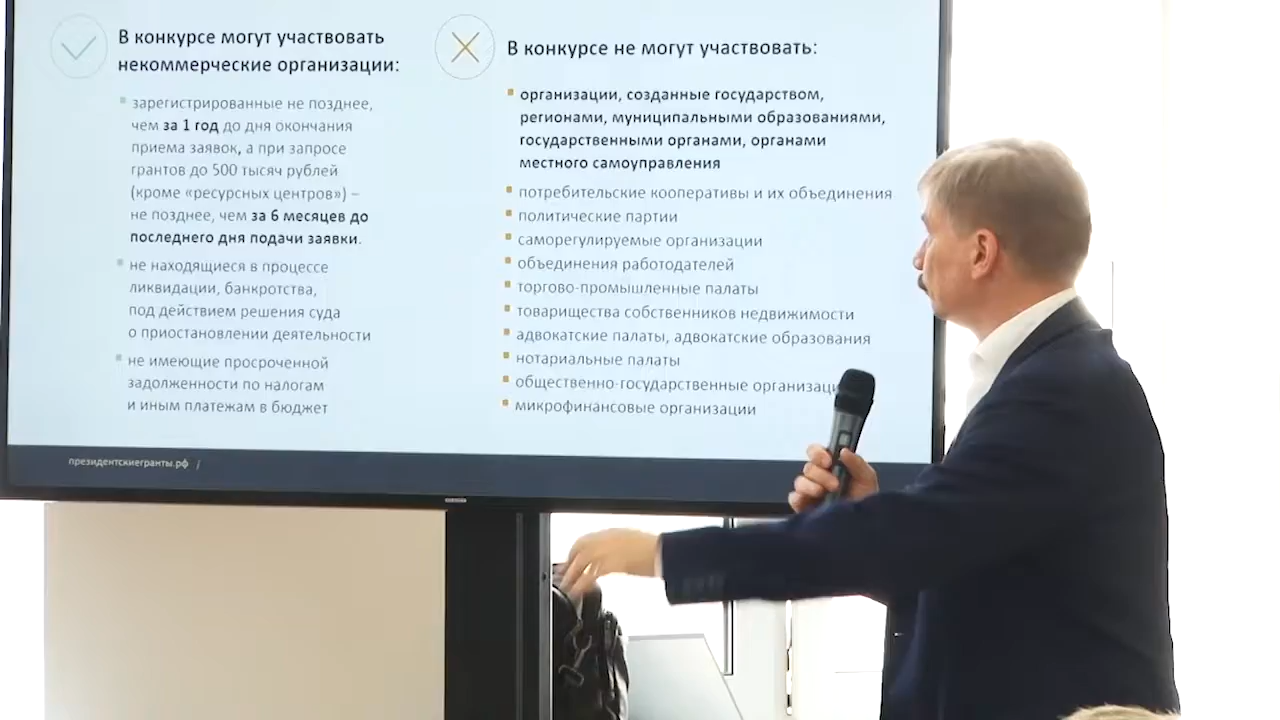 В конкурсе могут участвовать
некоммерческие организации:
зарегистрированные не позднее,
чем за 1 год до дня окончания
приема заявок, а при запросе
грантов до 500 тысяч рублей
(кроме «ресурсных центров») –
не позднее, чем за 6 месяцев до
последнего дня подачи заявки.
не находящиеся в процессе
ликвидации, банкротства,
под действием решения суда
о приостановлении деятельности
не имеющие просроченной
задолженности по налогам
и иным платежам в бюджет
В конкурсе не могут участвовать:
организации, созданные государством,
регионами, муниципальными образованиями,
государственными органами, органами
местного самоуправления
потребительские кооперативы и их объединения
политические партии
саморегулируемые организации
объединения работодателей
торгово-промышленные палаты
товарищества собственников недвижимости
адвокатские палаты, адвокатские образования
нотариальные палаты
общественно-государственные организаци
микрофинансовые организации
президентскиегранты.рф /